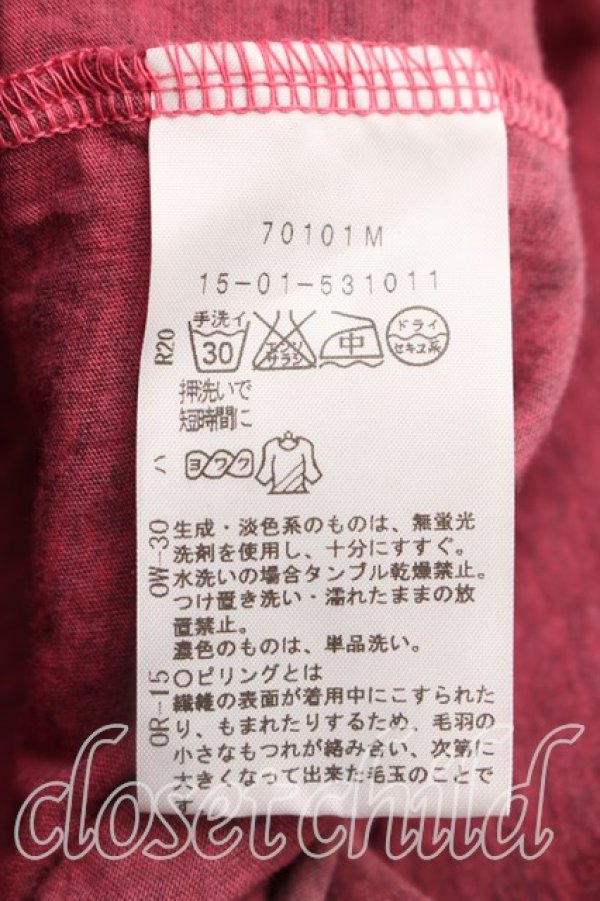 70101M
15-01-531011
R20
手洗イ
30
エンソ
サラシ
中
ドライ
セキユ系
押洗いで
短時間に
ハ
ヨワク
OW-30
生成・淡色系のものは、無蛍光
洗剤を使用し、十分にすすぐ。
水洗いの場合タンブル乾燥禁止。
つけ置き洗い・濡れたままの放
置禁止。
濃色のものは、単品洗い。
OR-15
○ピリングとは
繊維の表面が着用中にこすられた
り、もまれたりするため、毛羽の
小さなもつれが絡み合い、次第に
大きくなって出来た毛玉のことで
す
closetchild